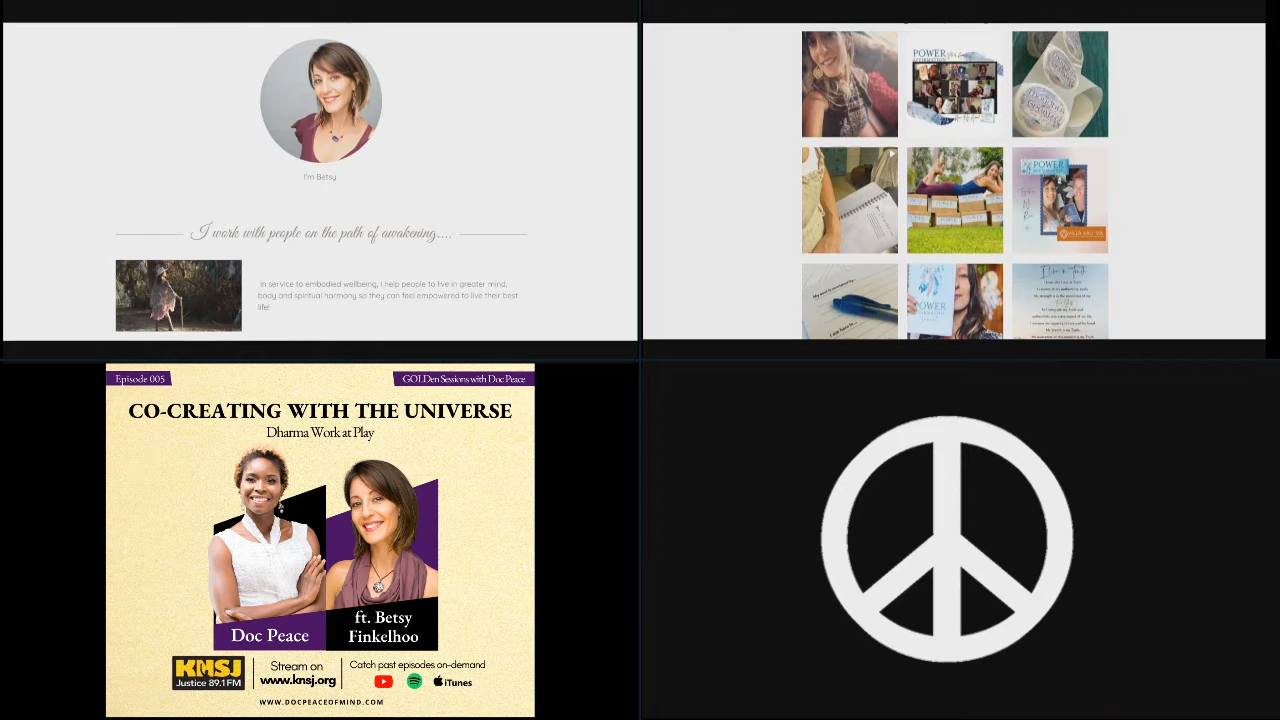 I'm Betsy
I work with people on the path of awakening....
In service to embodied wellbeing, I help people to live in greater mind,
body and spiritual harmony so they can feel empowered to live their best
life!
POWER
POWER
POWER
I live in Truth
Episode 005
GOLDen Sessions with Doc Peace
CO-CREATING WITH THE UNIVERSE
Dharma Work at Play
Doc Peace
ft. Betsy
Finkelhoo
KNSJ
Justice 89.1 FM
Stream on
www.knsj.org
Catch past episodes on-demand
iTunes
WWW.DOCPEACEOFMIND.COM